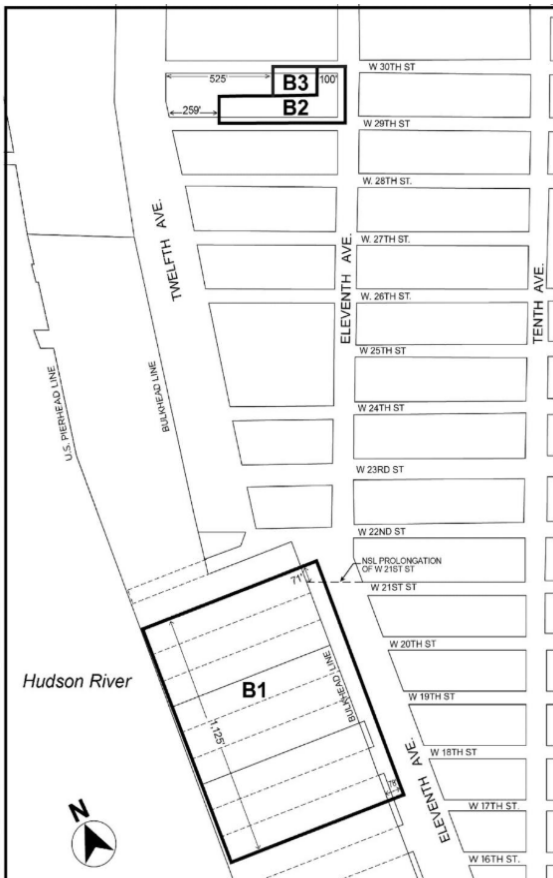 W 30TH ST
525'
B3
100'
259'
B2
W 29TH ST
W. 28TH ST.
TWELFTH AVE.
ELEVENTH AVE.
TENTH AVE.
W. 27TH ST.
W. 26TH ST.
W 25TH ST
U.S. PIERHEAD LINE
BULKHEAD LINE
W 24TH ST
W 23RD ST
W 22ND ST
NSL PROLONGATION
OF W 21ST ST
71'
W 21ST ST
W 20TH ST
Hudson River
B1
BULKHEAD LINE
W 19TH ST
1,125'
W 18TH ST
ELEVENTH AVE.
78'
W 17TH ST.
N
W 16TH ST.